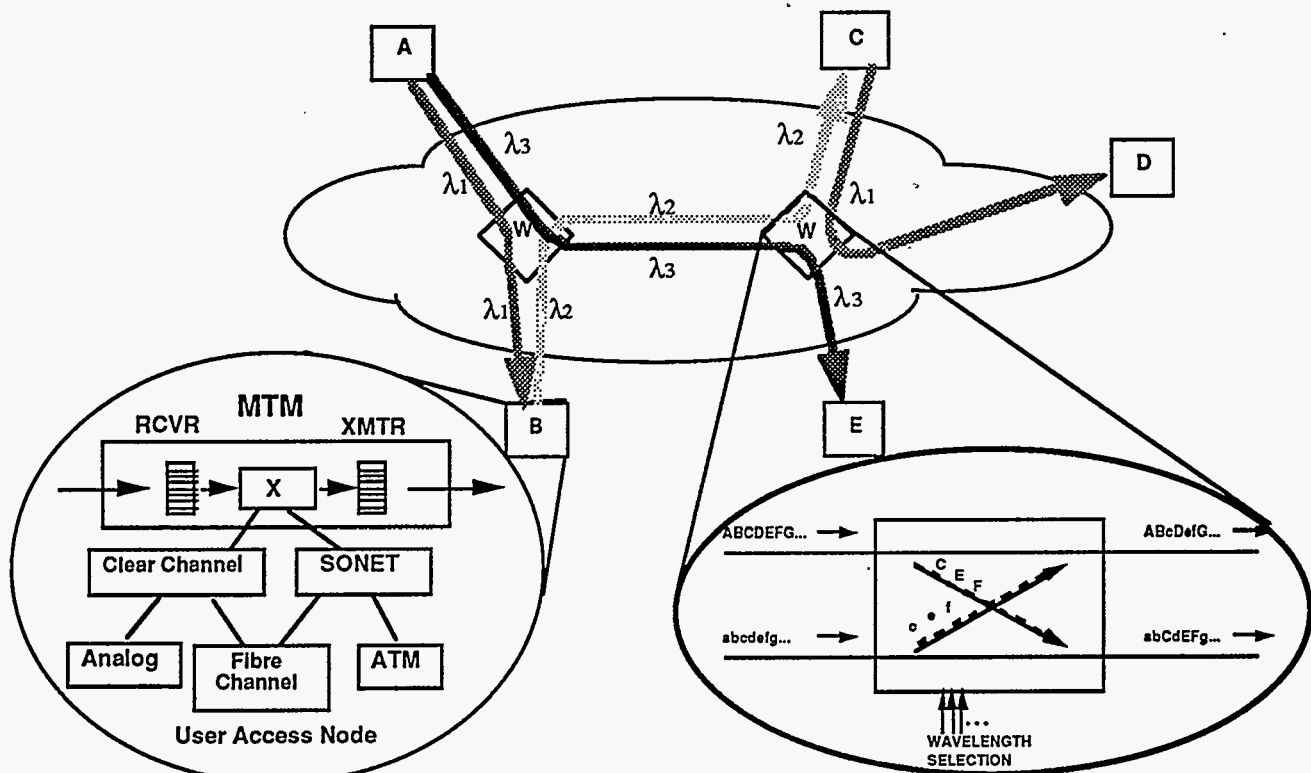 A
C
λ3
λ2
D
λ1
λ1
W
λ2
W
λ3
λ3
λ1
λ2
B
E
MTM
RCVR
XMTR
X
Clear Channel
SONET
Analog
Fibre
Channel
ATM
User Access Node
ABCDEFG...
ABcDefG...
C
E
F
f
e
c
abcdefg...
abCdEFg...
...
WAVELENGTH
SELECTION